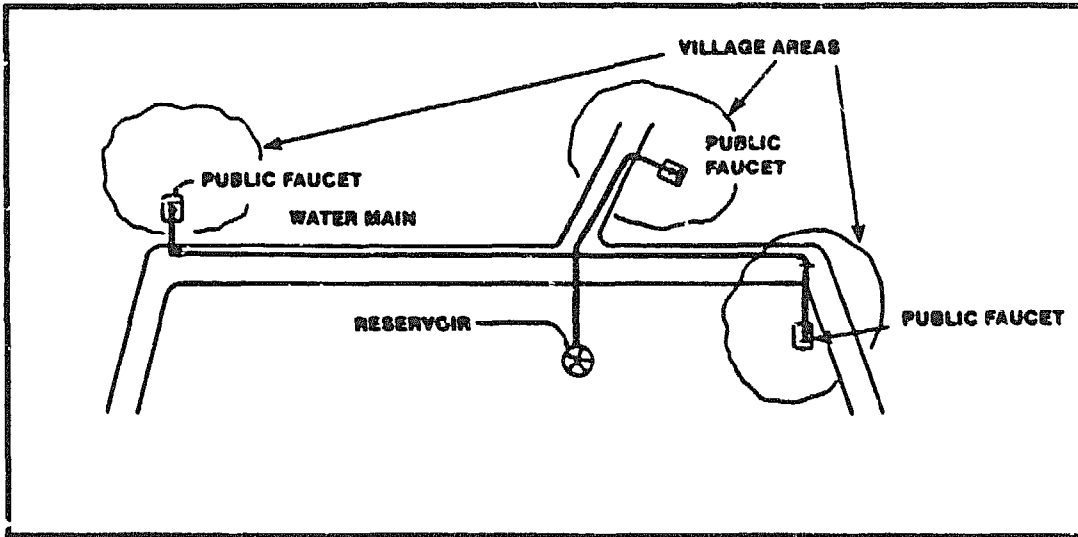 VILLAGE AREAS
PUBLIC
FAUCET
PUBLIC FAUCET
WATER MAIN
RESERVOIR
PUBLIC FAUCET